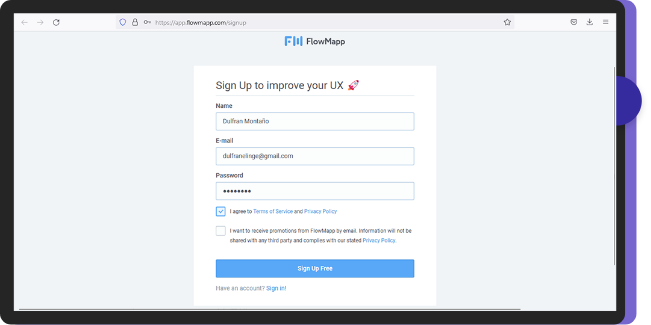 https://app.flowmapp.com/signup
FlowMapp
Sign Up to improve your UX 🚀
Name
Dulfran Montaño
E-mail
dulfranelinge@gmail.com
Password
I agree to Terms of Service and Privacy Policy
I want to receive promotions from FlowMapp by email. Information will not be
shared with any third party and complies with our stated Privacy Policy.
Sign Up Free
Have an account? Sign in!